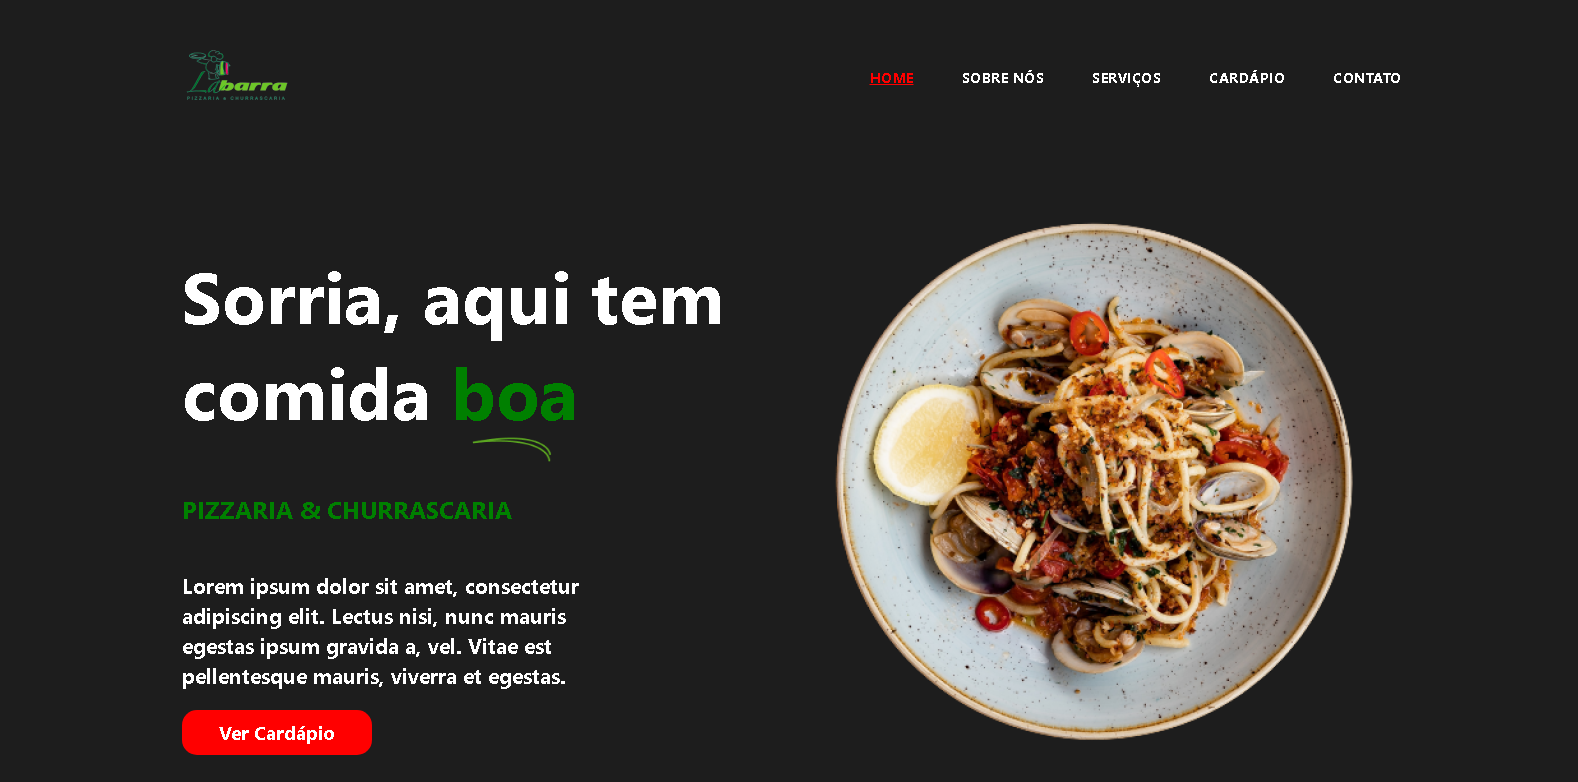 La barra
PIZZARIA & CHURRASCARIA
HOME SOBRE NÓS SERVIÇOS CARDÁPIO CONTATO
Sorria, aqui tem
comida boa
PIZZARIA & CHURRASCARIA
Lorem ipsum dolor sit amet, consectetur
adipiscing elit. Lectus nisi, nunc mauris
egestas ipsum gravida a, vel. Vitae est
pellentesque mauris, viverra et egestas.
Ver Cardápio